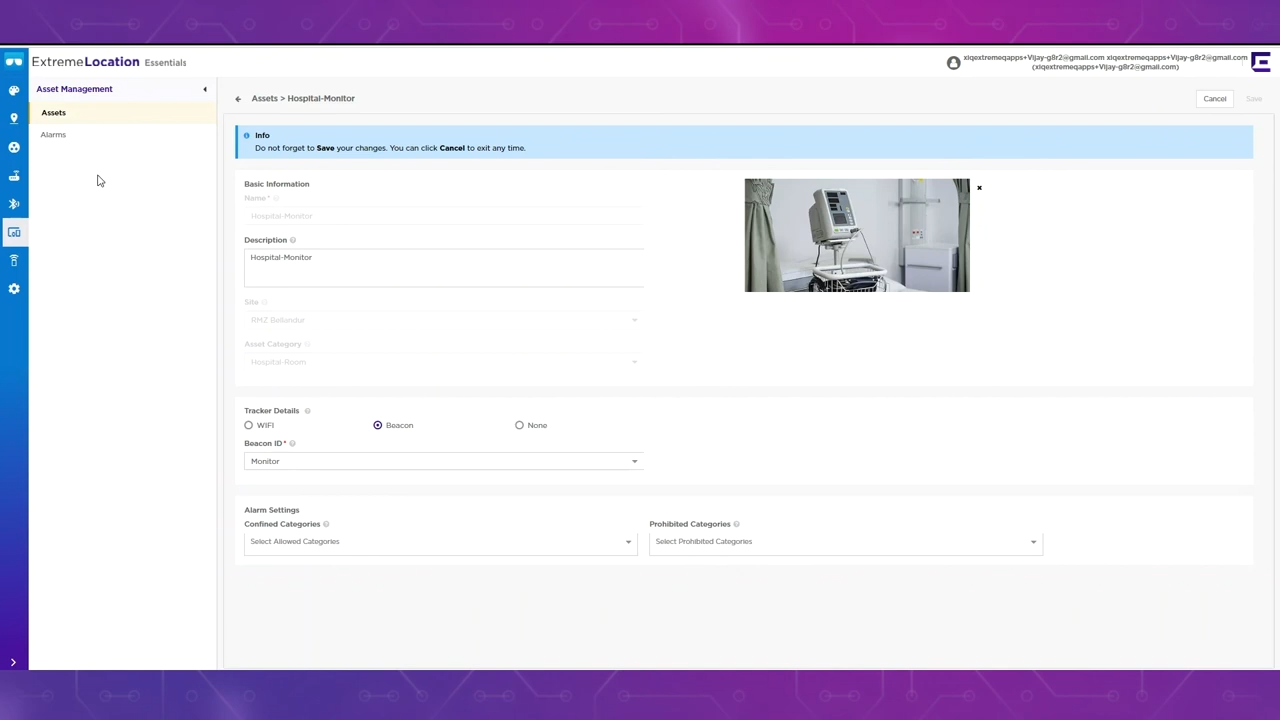 ExtremeLocation Essentials
xiqextremeqapps+Vijay-g8r2@gmail.com xiqextremeqapps+Vijay-g8r2@gmail.com
(xiqextremeqapps+Vijay-g8r2@gmail.com)
Asset Management
Assets
Alarms
Assets > Hospital-Monitor
Cancel
Save
Info
Do not forget to Save your changes. You can click Cancel to exit any time.
Basic Information
Name*
Hospital-Monitor
Description
Hospital-Monitor
Site
RMZ Bellandur
Asset Category
Hospital-Room
Tracker Details
WIFI
Beacon
None
Beacon ID*
Monitor
Alarm Settings
Confined Categories
Prohibited Categories
Select Allowed Categories
Select Prohibited Categories